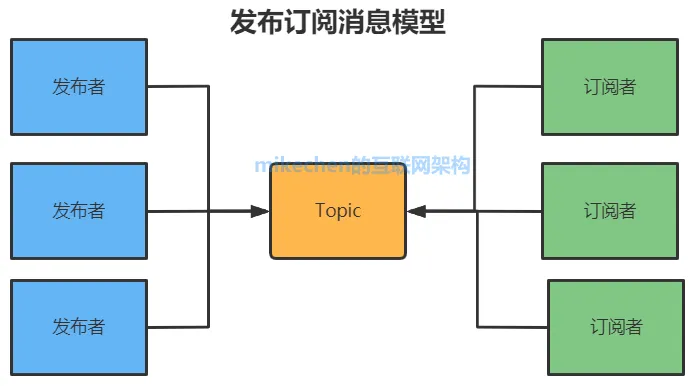 发布订阅消息模型
发布者
订阅者
mikechen的互联网架构
发布者
Topic
订阅者
发布者
订阅者